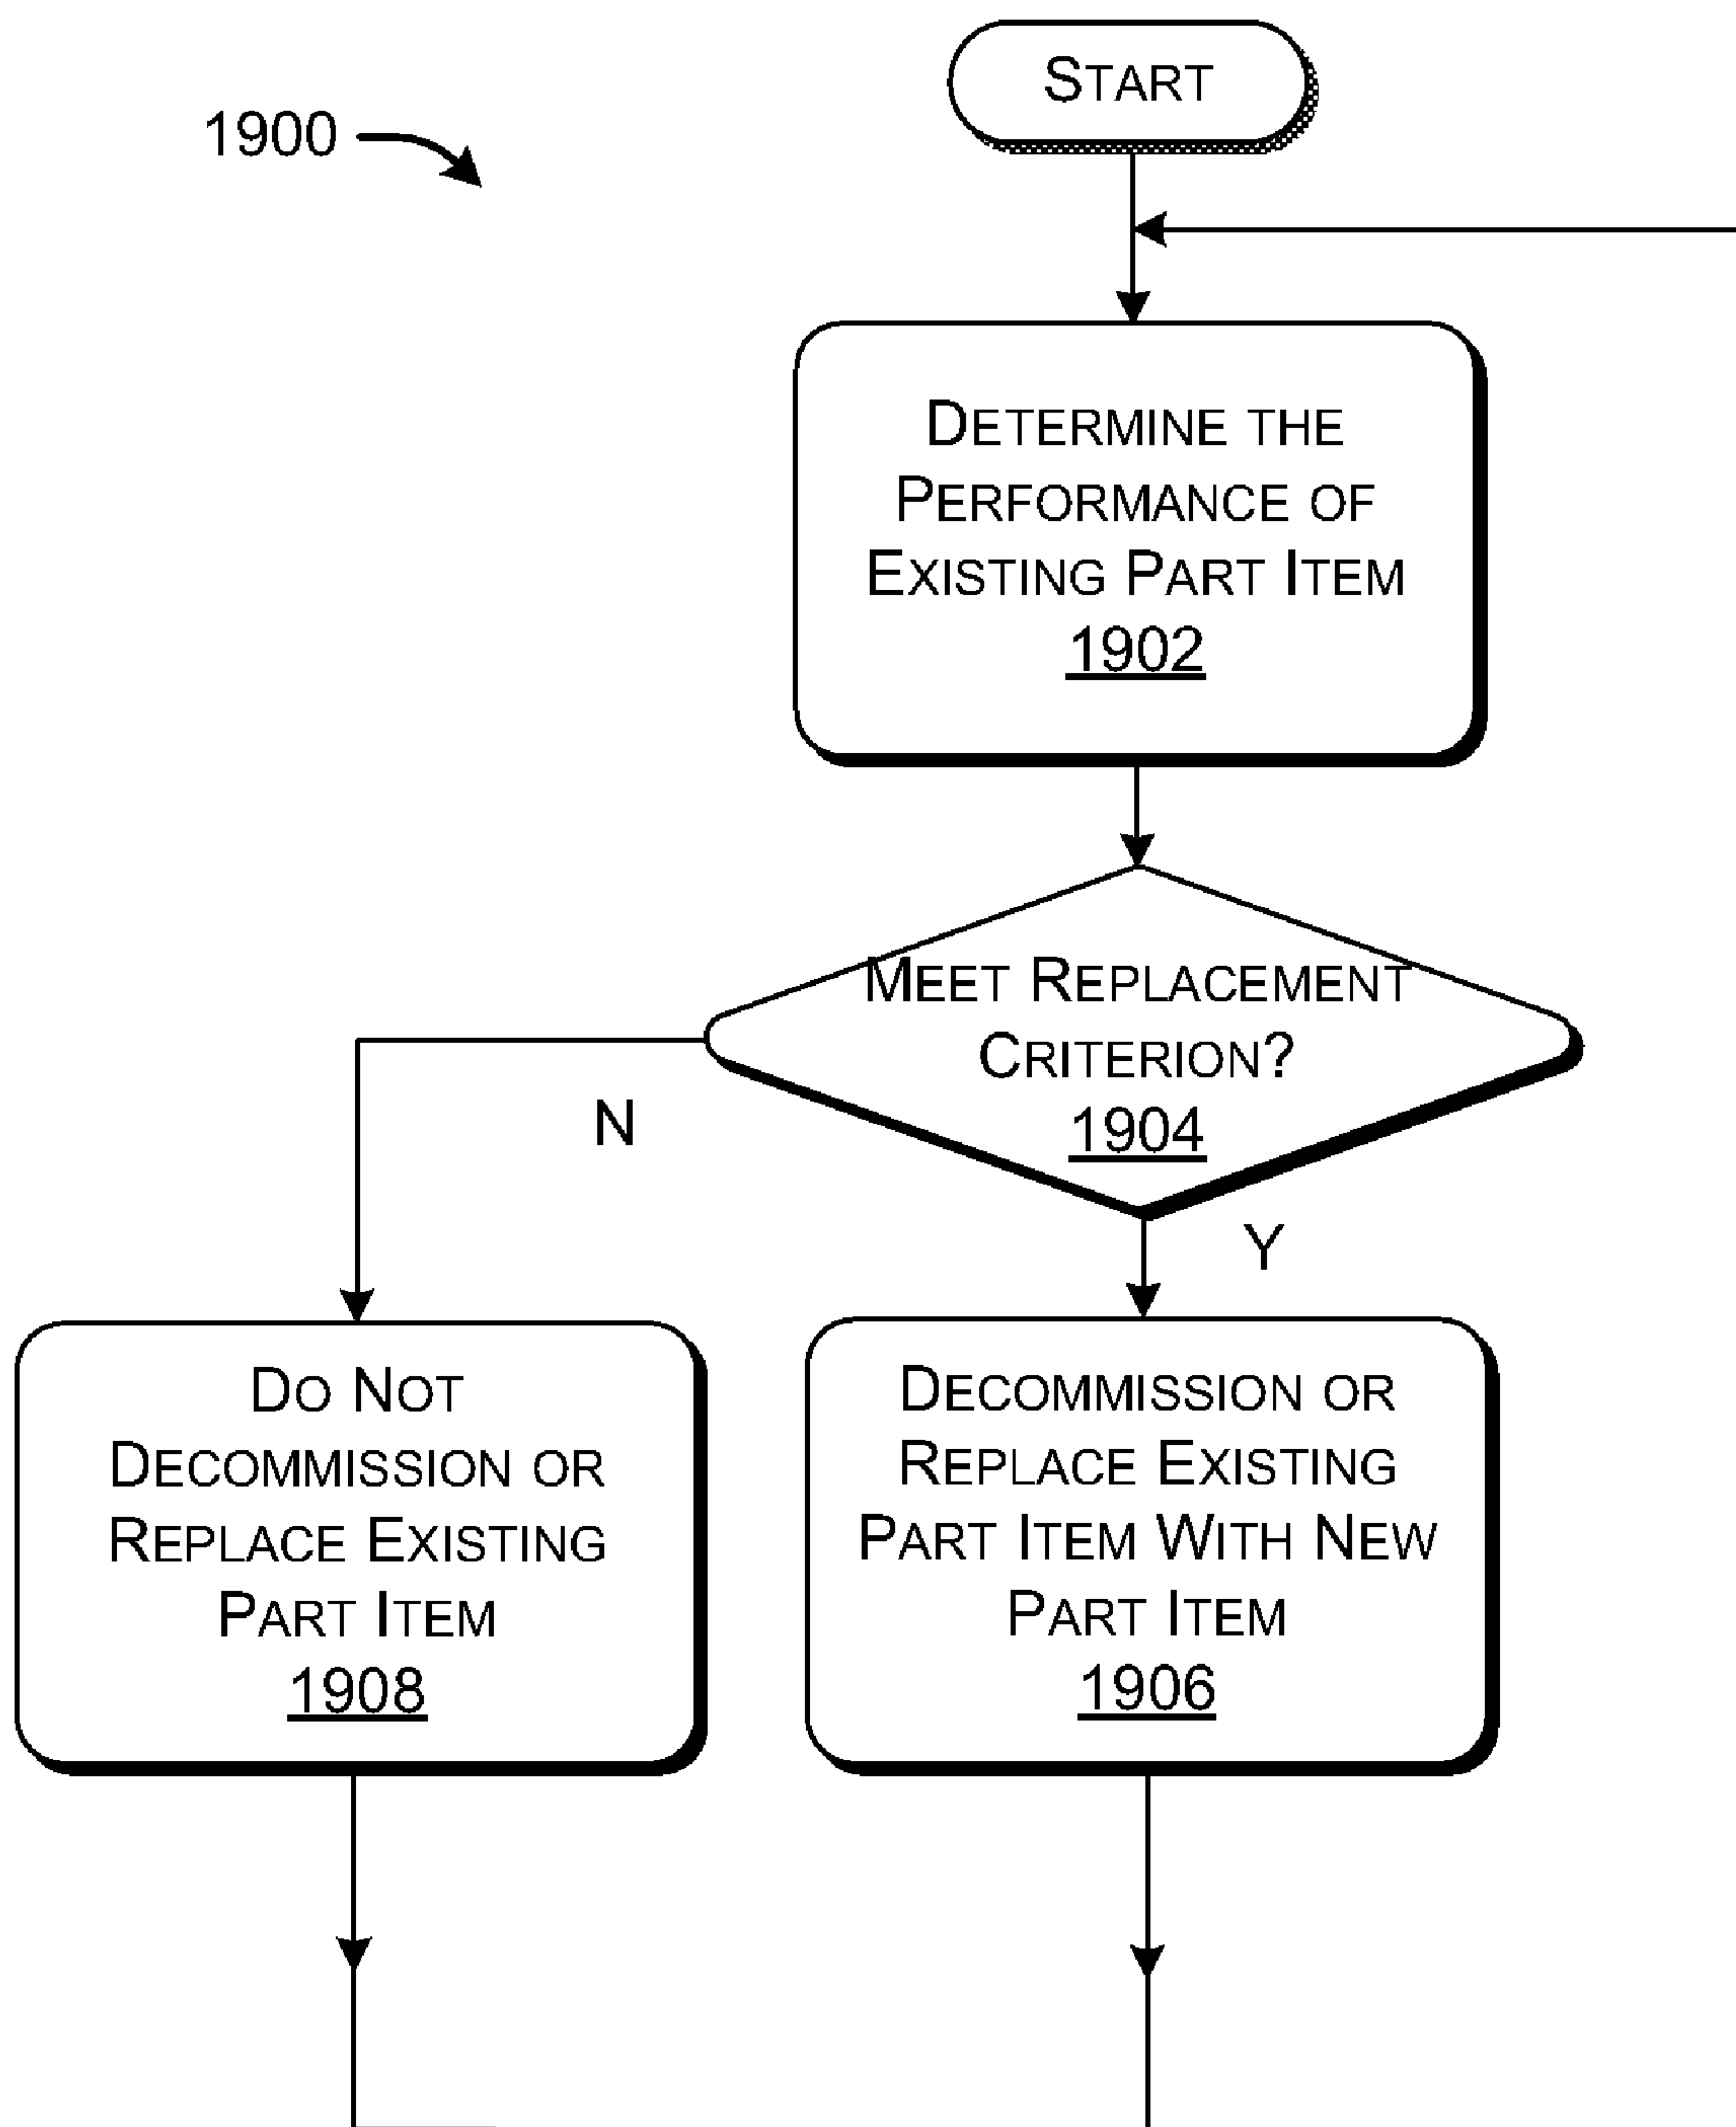 START
1900
DETERMINE THE
PERFORMANCE OF
EXISTING PART ITEM
1902
MEET REPLACEMENT
CRITERION?
1904
N
Y
DO NOT
DECOMMISSION OR
REPLACE EXISTING
PART ITEM
1908
DECOMMISSION OR
REPLACE EXISTING
PART ITEM WITH NEW
PART ITEM
1906